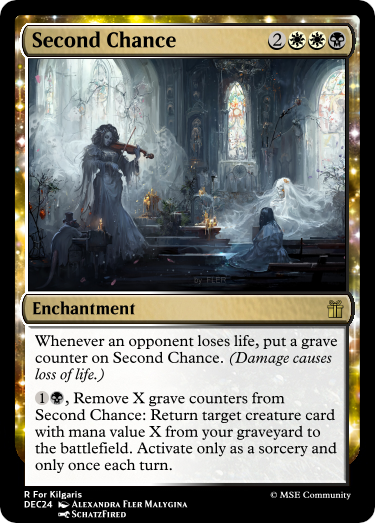 Second Chance 2
by FLER
Enchantment
Whenever an opponent loses life, put a grave
counter on Second Chance. (Damage causes
loss of life.)
1, Remove X grave counters from
Second Chance: Return target creature card
with mana value X from your graveyard to
the battlefield. Activate only as a sorcery and
only once each turn.
R For Kilgaris
DEC24 Alexandra Fler Malygina © MSE Community
SchatzFired